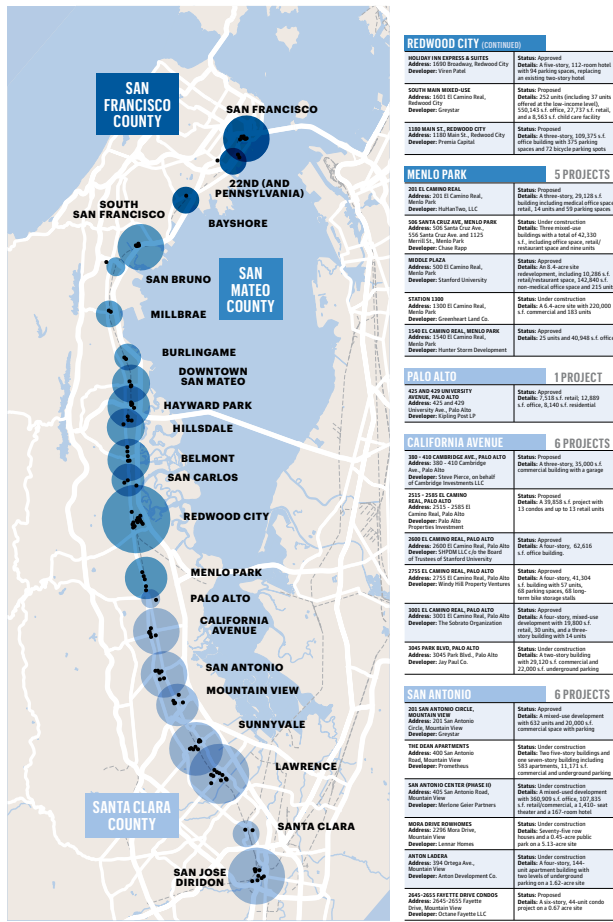 SAN
FRANCISCO
COUNTY
SAN FRANCISCO
22ND (AND
PENNSYLVANIA)
SOUTH
SAN FRANCISCO
BAYSHORE
SAN BRUNO
SAN
MATEO
COUNTY
MILLBRAE
BURLINGAME
DOWNTOWN
SAN MATEO
HAYWARD PARK
HILLSDALE
BELMONT
SAN CARLOS
REDWOOD CITY
MENLO PARK
PALO ALTO
CALIFORNIA
AVENUE
SAN ANTONIO
MOUNTAIN VIEW
SUNNYVALE
LAWRENCE
SANTA CLARA
COUNTY
SANTA CLARA
SAN JOSE
DIRIDON
REDWOOD CITY (CONTINUED)
HOLIDAY INN EXPRESS & SUITES
Address: 1690 Broadway, Redwood City
Developer: Viren Patel
Status: Approved
Details: A five-story, 112-room hotel
with 94 parking spaces, replacing
an existing two-story hotel
SOUTH MAIN MIXED-USE
Address: 1601 El Camino Real,
Redwood City
Developer: Greystar
Status: Approved
Details: 252 units (including 37 units
offered at the low-income level),
550,143 s.f. office, 27,737 s.f. retail,
and a 8,563 s.f. child care facility
1180 MAIN ST., REDWOOD CITY
Address: 1180 Main St., Redwood City
Developer: Premia Capital
Status: Proposed
Details: A three-story, 109,375 s.f.
office building with 375 parking
spaces and 72 bicycle parking spots
MENLO PARK 5 PROJECTS
201 EL CAMINO REAL
Address: 201 El Camino Real,
Menlo Park
Developer: HuHanTwo, LLC
Status: Proposed
Details: A three-story, 29,128 s.f.
building including medical office space,
retail, 14 units and 59 parking spaces
506 SANTA CRUZ AVE, MENLO PARK
Address: 506 Santa Cruz Ave.,
556 Santa Cruz Ave. and 1125
Merrill St., Menlo Park
Developer: Chase Rapp
Status: Under construction
Details: Three mixed-use
buildings with a total of 42,330
s.f., including office space, retail/
restaurant space and nine units
MIDDLE PLAZA
Address: 500 El Camino Real,
Menlo Park
Developer: Stanford University
Status: Approved
Details: An 8.4-acre site
redevelopment, including 10,286 s.f.
retail/restaurant space, 142,840 s.f.
non-medical office space and 215 unit
STATION 1300
Address: 1300 El Camino Real,
Menlo Park
Developer: Greenheart Land Co.
Status: Under construction
Details: A 6.4-acre site with 220,000
s.f. commercial and 183 units
1540 EL CAMINO REAL, MENLO PARK
Address: 1540 El Camino Real,
Menlo Park
Developer: Hunter Storm Development
Status: Approved
Details: 25 units and 40,948 s.f. office
PALO ALTO 1 PROJECT
425 AND 429 UNIVERSITY
AVENUE, PALO ALTO
Address: 425 and 429
University Ave., Palo Alto
Developer: Kipling Post LP
Status: Approved
Details: 7,518 s.f. retail; 12,889
s.f. office, 8,140 s.f. residential
CALIFORNIA AVENUE 6 PROJECTS
380 - 410 CAMBRIDGE AVE., PALO ALTO
Address: 380 - 410 Cambridge
Ave., Palo Alto
Developer: Steve Pierce, on behalf
of Cambridge Investments LLC
Status: Approved
Details: A three-story, 35,000 s.f.
commercial building with a garage
2515 - 2585 EL CAMINO
REAL, PALO ALTO
Address: 2515 - 2585 El
Camino Real, Palo Alto
Developer: Palo Alto
Properties Investment
Status: Proposed
Details: A 39,858 s.f. project with
13 condos and up to 13 retail units
2600 EL CAMINO REAL, PALO ALTO
Address: 2600 El Camino Real, Palo Alto
Developer: SHPDM LLC c/o the Board
of Trustees of Stanford University
Status: Approved
Details: A four-story, 62,616
s.f. office building.
2755 EL CAMINO REAL, PALO ALTO
Address: 2755 El Camino Real, Palo Alto
Developer: Windy Hill Property Ventures
Status: Approved
Details: A four-story, 41,304
s.f. building with 57 units,
68 parking spaces, 68 long-
term bike storage stalls
3001 EL CAMINO REAL, PALO ALTO
Address: 3001 El Camino Real, Palo Alto
Developer: The Sobrato Organization
Status: Approved
Details: A four-story, mixed-use
development with 19,800 s.f.
retail, 30 units, and a three-
story building with 14 units
3045 PARK BLVD, PALO ALTO
Address: 3045 Park Blvd., Palo Alto
Developer: Jay Paul Co.
Status: Proposed
Details: A two-story building
with 29,120 s.f. commercial and
22,000 s.f. underground parking
SAN ANTONIO 6 PROJECTS
201 SAN ANTONIO CIRCLE,
MOUNTAIN VIEW
Address: 201 San Antonio
Circle, Mountain View
Developer: Greystar
Status: Approved
Details: A mixed-use development
with 632 units and 20,000 s.f.
commercial space with parking
THE DEAN APARTMENTS
Address: 400 San Antonio
Road, Mountain View
Developer: Prometheus
Status: Under construction
Details: Two five-story buildings and
one seven-story building including
583 apartments, 11,171 s.f.
commercial and underground parking
SAN ANTONIO CENTER (PHASE II)
Address: 405 San Antonio Road,
Mountain View
Developer: Merlone Geier Partners
Status: Under construction
Details: A mixed-used development
with 360,909 s.f. office, 107,835
s.f. retail/commercial, a 1,410- seat
theater and a 167-room hotel
MORA DRIVE ROWHOMES
Address: 2296 Mora Drive,
Mountain View
Developer: Lennar Homes
Status: Under construction
Details: Seventy-five row
houses and a 0.45-acre public
park on a 5.13-acre site
ANTON LADERA
Address: 394 Ortega Ave.,
Mountain View
Developer: Anton Development Co.
Status: Under construction
Details: A four-story, 144-
unit apartment building with
two levels of underground
parking on a 1.62-acre site
2645-2655 FAYETTE DRIVE CONDOS
Address: 2645-2655 Fayette
Drive, Mountain View
Developer: Octane Fayette LLC
Status: Proposed
Details: A six-story, 44-unit condo
project on a 0.67 acre site